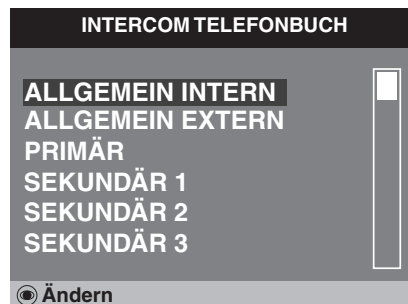 INTERCOM TELEFONBUCH
ALLGEMEIN INTERN
ALLGEMEIN EXTERN
PRIMÄR
SEKUNDÄR 1
SEKUNDÄR 2
SEKUNDÄR 3
Ändern